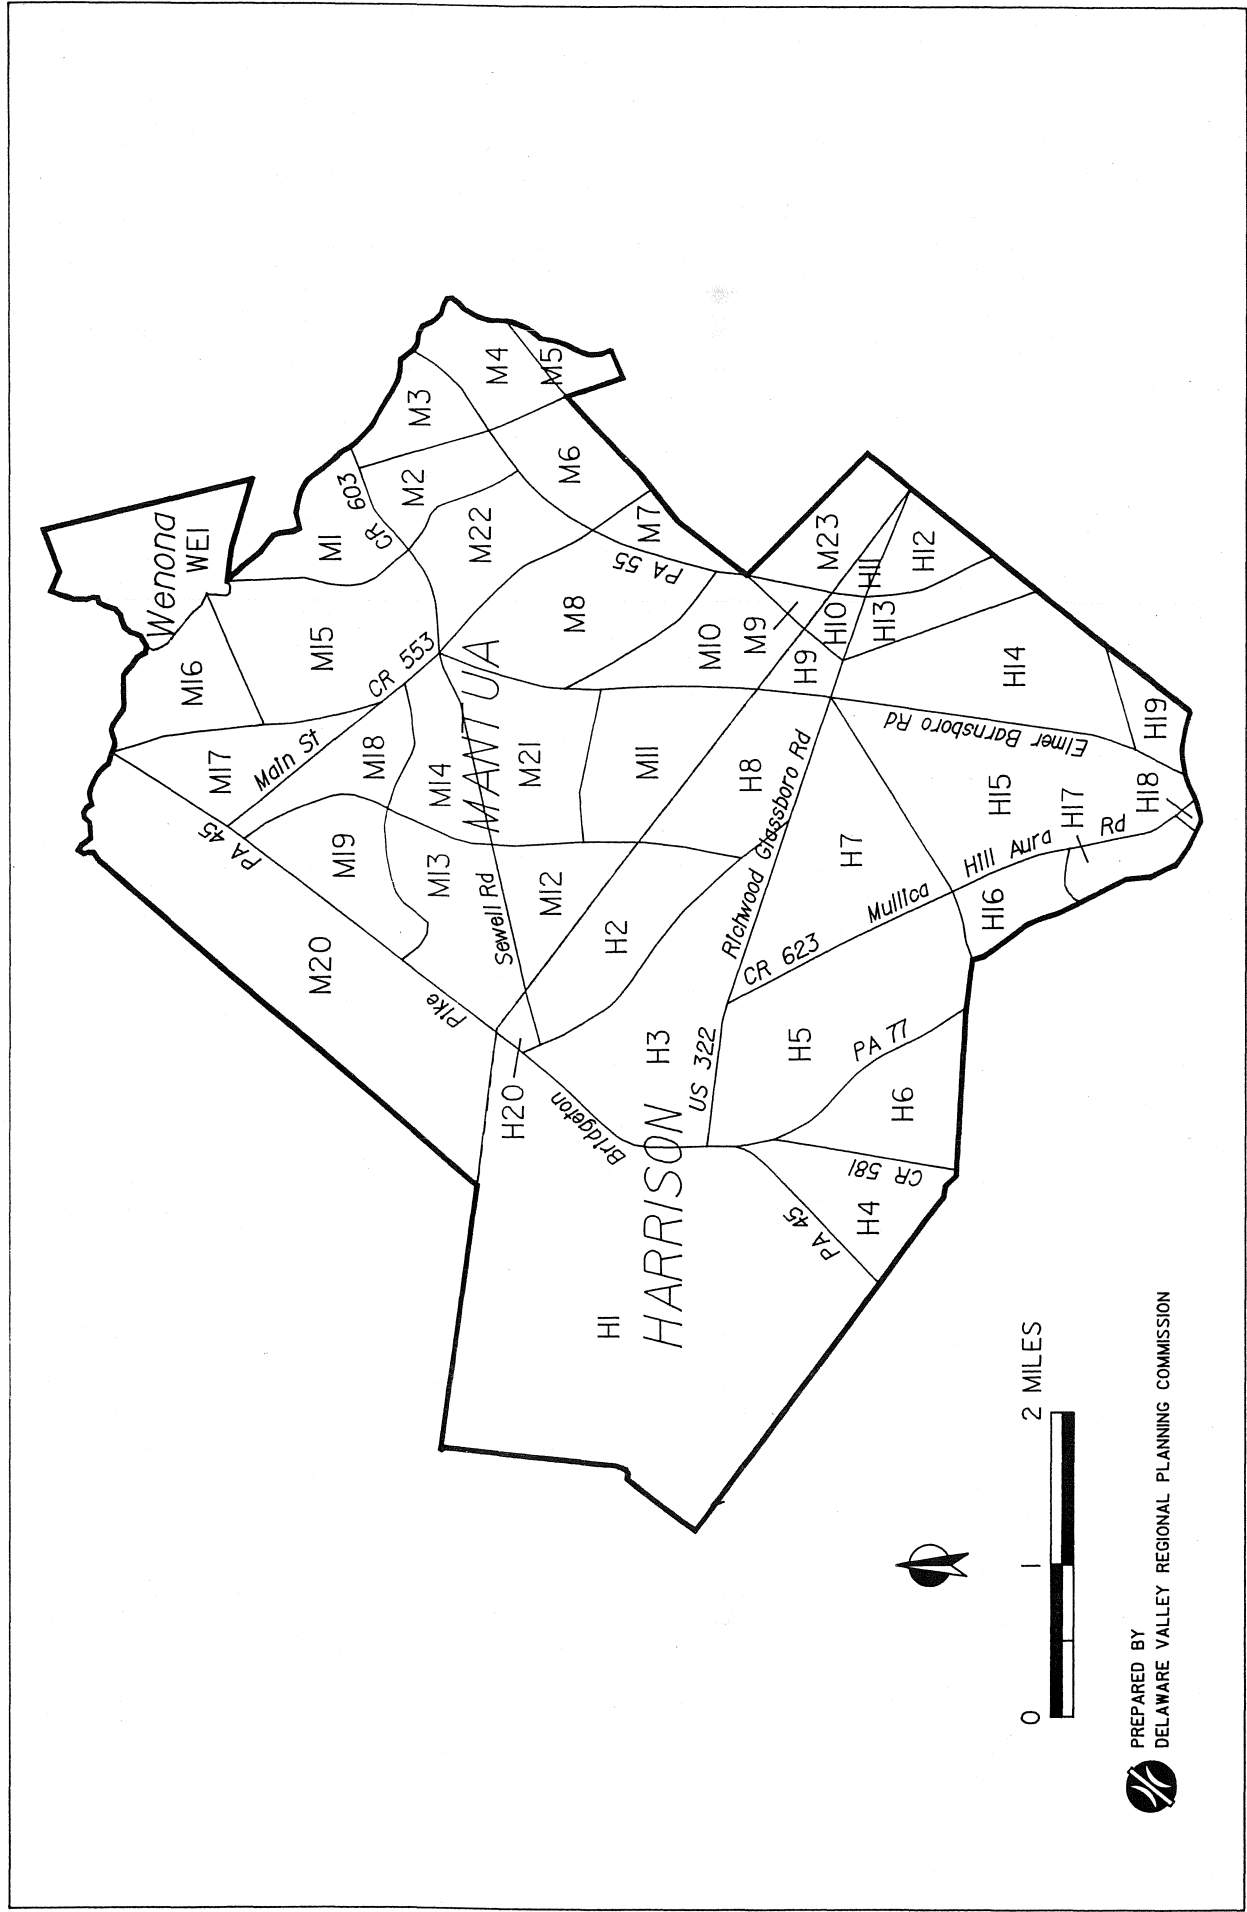 Wenona
WE1
M16
M17
M15
M1
CR 603
M2
M3
M4
M5
M6
M7
M22
M8
CR 553
Main St
PA 45
M18
M19
M20
M14
M13
MANTUA
M21
M12
M11
M10
M9
M23
PA 55
Sewell Rd
Pike
Bridgeton
H20
H2
H3
H8
H9
H10
H11
H12
H13
H14
Elmer Barnsboro Rd
Richwood Glassboro Rd
H7
H15
H19
H18
H17
Mullica Hill Aura Rd
H16
CR 623
US 322
H5
PA 77
H6
CR 581
H4
PA 45
HARRISON
H1
0 1 2 MILES
PREPARED BY
DELAWARE VALLEY REGIONAL PLANNING COMMISSION